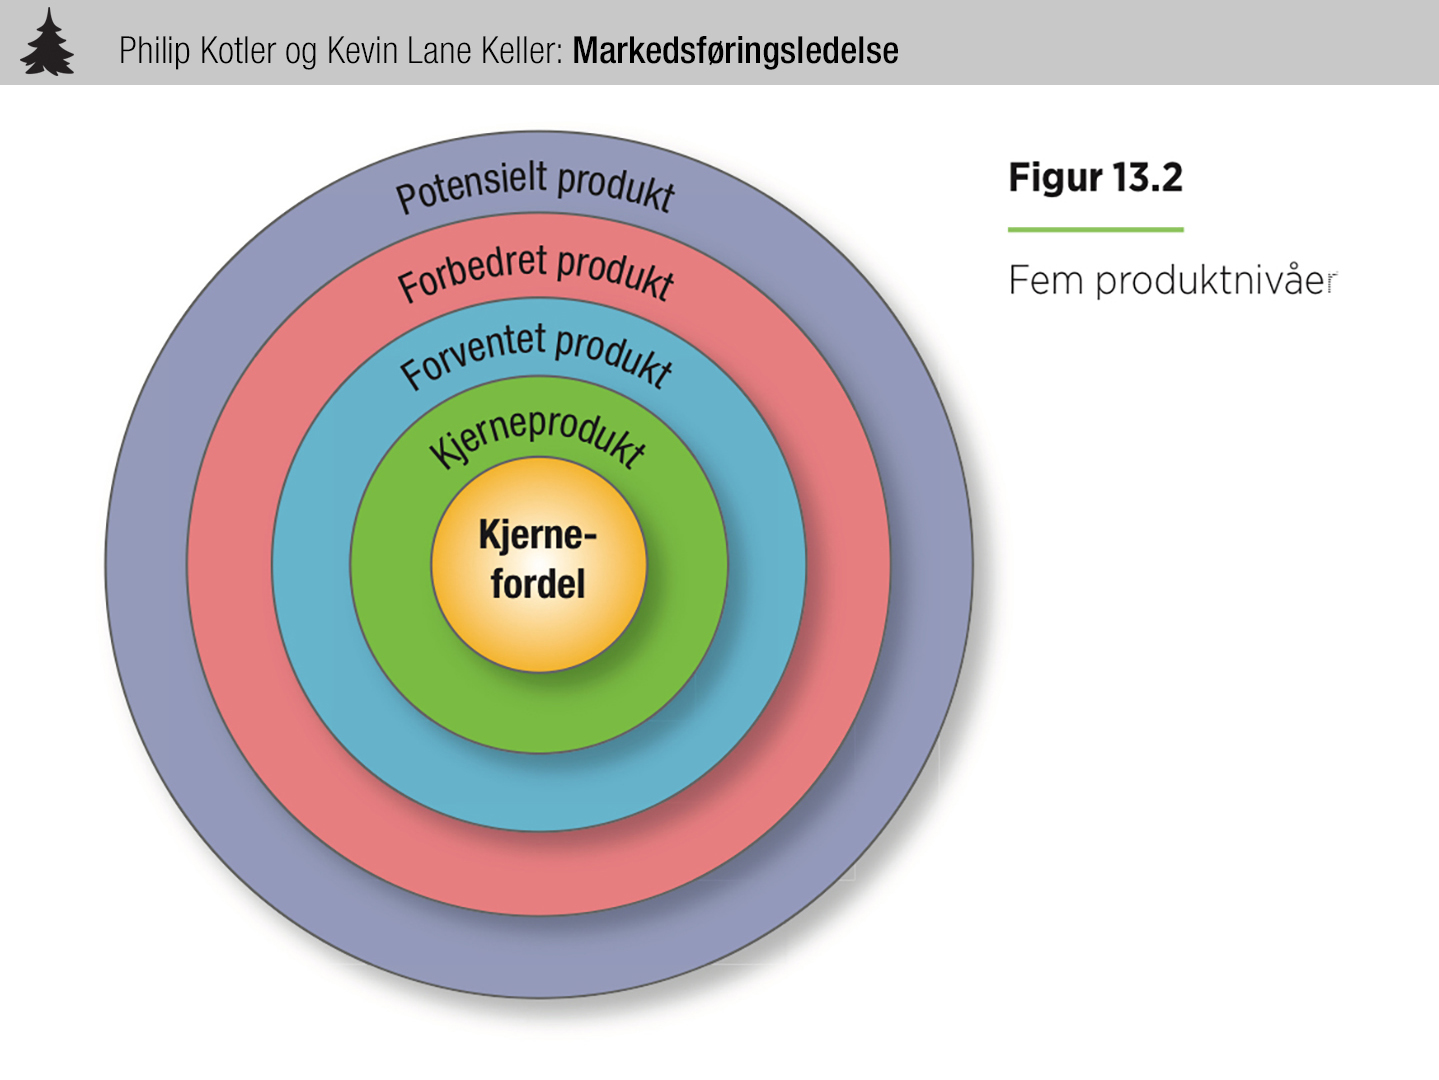 Philip Kotler og Kevin Lane Keller: Markedsføringsledelse
Potensielt produkt
Forbedret produkt
Forventet produkt
Kjerneprodukt
Kjerne-
fordel
Figur 13.2
Fem produktnivåer